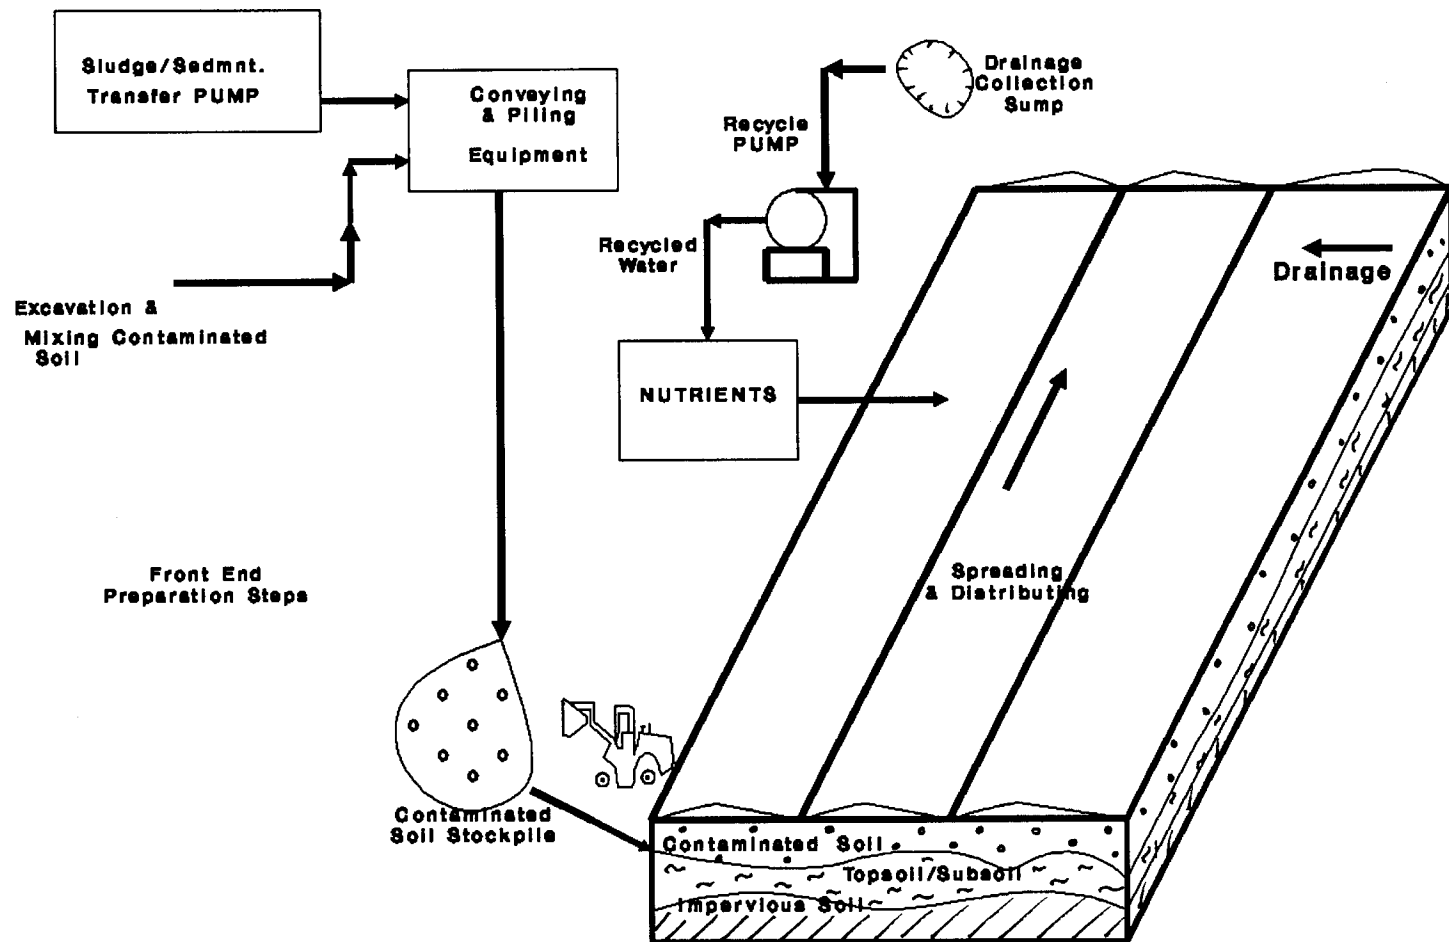 Sludge/Sedmnt.
Transfer PUMP
Conveying
& Piling
Equipment
Drainage
Collection
Sump
Recycle
PUMP
Recycled
Water
Drainage
Excavation &
Mixing Contaminated
Soil
NUTRIENTS
Front End
Preparation Steps
Spreading
& Distributing
Contaminated
Soil Stockpile
Contaminated Soil
Topsoil/Subsoil
Impervious Soil